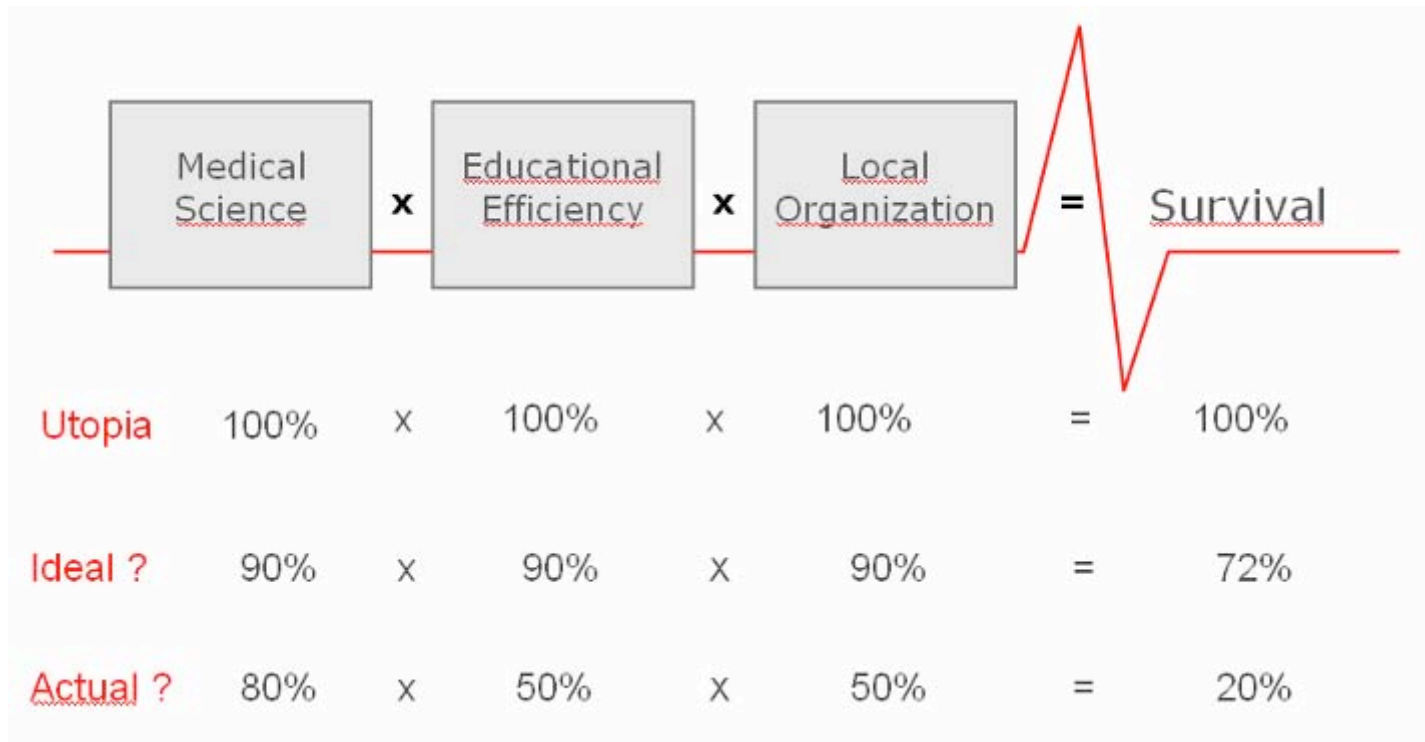 Medical
Science
x
Educational
Efficiency
x
Local
Organization
=
Survival
Utopia 100% x 100% x 100% = 100%
Ideal ? 90% x 90% x 90% = 72%
Actual ? 80% x 50% x 50% = 20%